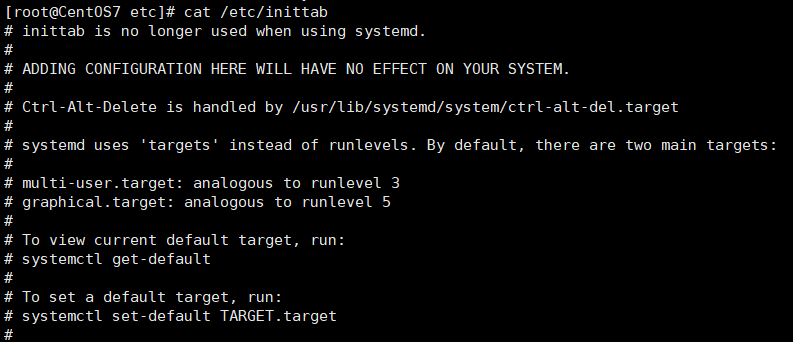 [root@CentOS7 etc]# cat /etc/inittab
# inittab is no longer used when using systemd.
#
# ADDING CONFIGURATION HERE WILL HAVE NO EFFECT ON YOUR SYSTEM.
#
# Ctrl-Alt-Delete is handled by /usr/lib/systemd/system/ctrl-alt-del.target
#
# systemd uses 'targets' instead of runlevels. By default, there are two main targets:
#
# multi-user.target: analogous to runlevel 3
# graphical.target: analogous to runlevel 5
#
# To view current default target, run:
# systemctl get-default
#
# To set a default target, run:
# systemctl set-default TARGET.target
#